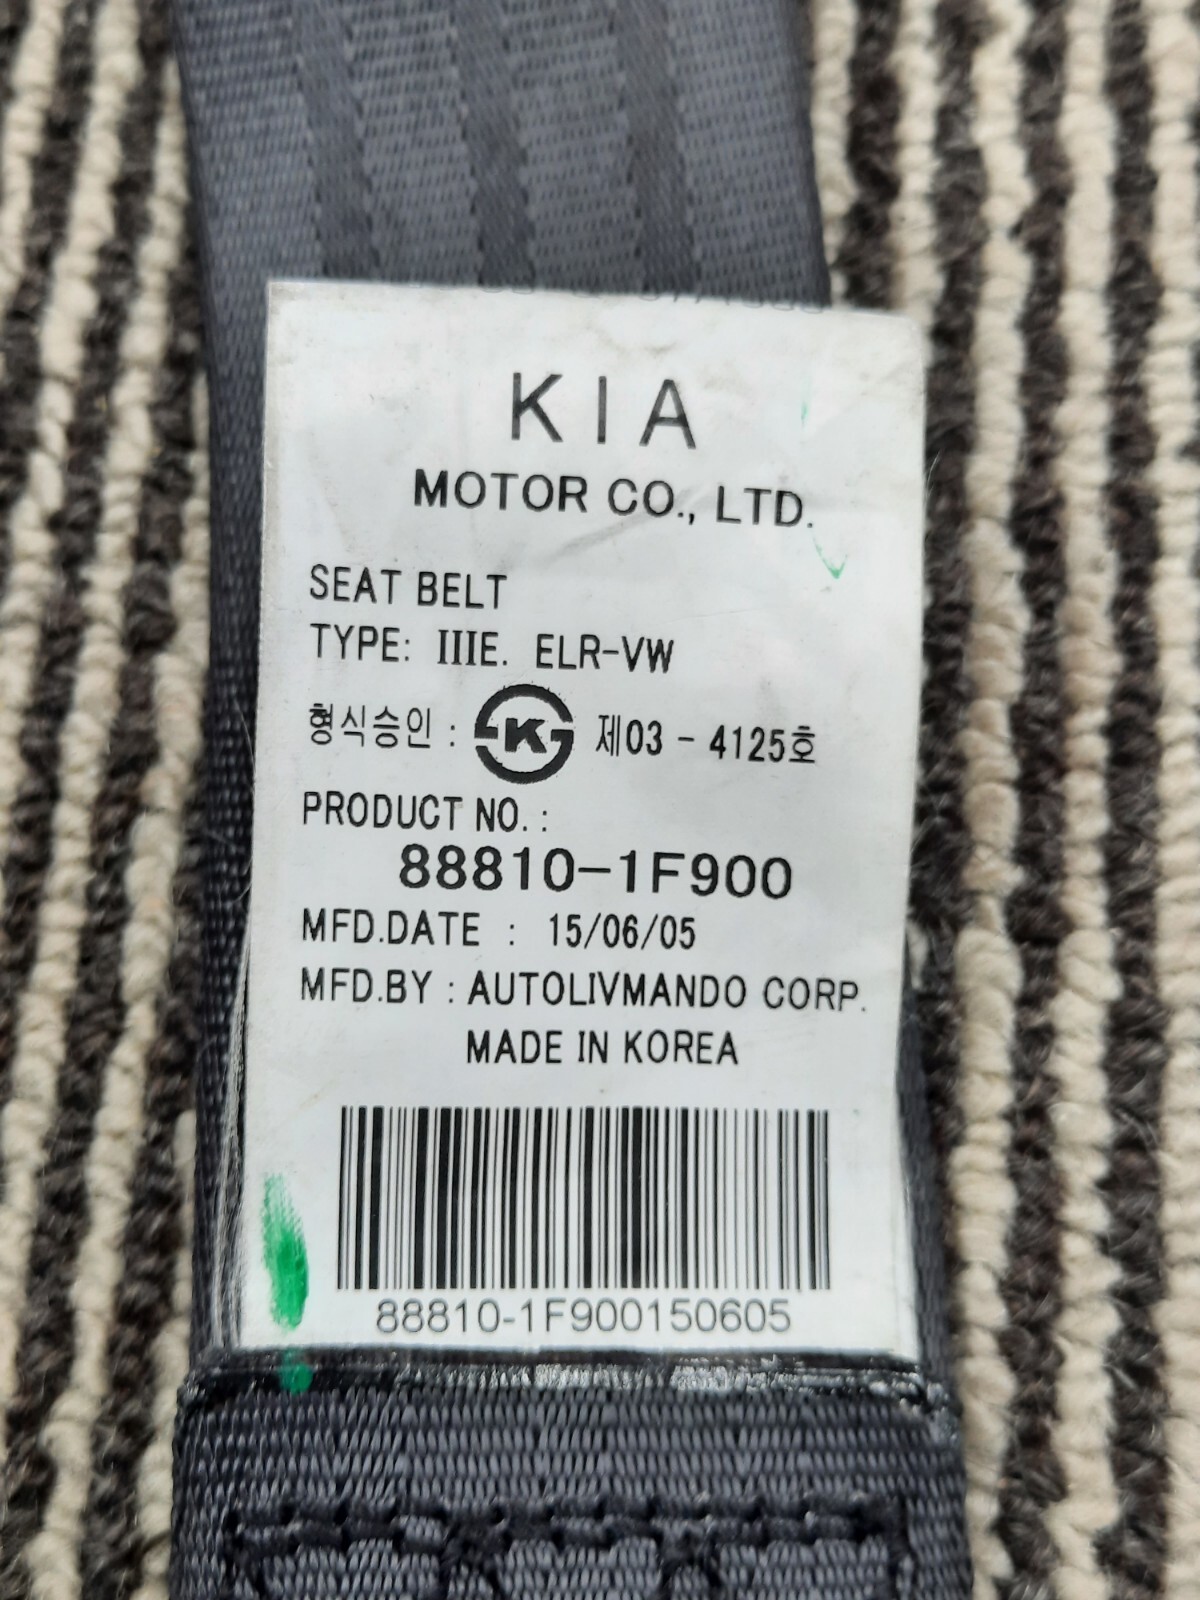 KIA
MOTOR CO., LTD.
SEAT BELT
TYPE: IIIE. ELR-VW
형식승인 : K 제03 - 4125호
PRODUCT NO. :
88810-1F900
MFD.DATE : 15/06/05
MFD.BY : AUTOLIVMANDO CORP.
MADE IN KOREA
88810-1F900150605